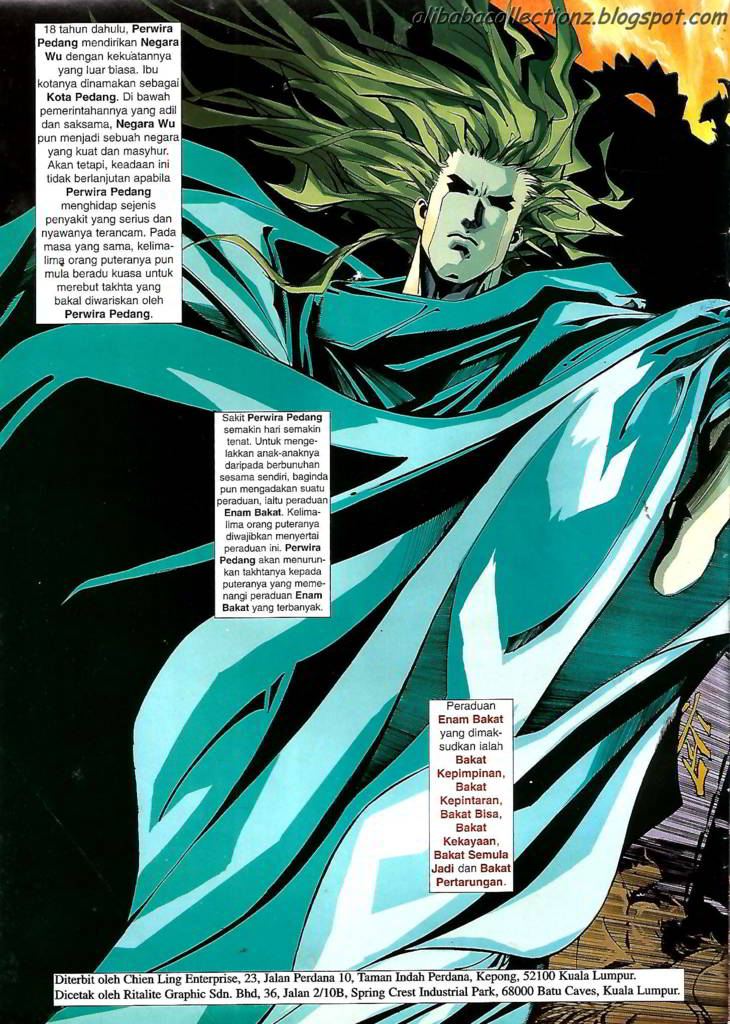 alibabacollectionz.blogspot.com
18 tahun dahulu, Perwira
Pedang mendirikan Negara
Wu dengan kekuatannya
yang luar biasa. Ibu
kotanya dinamakan sebagai
Kota Pedang. Di bawah
pemerintahannya yang adil
dan saksama, Negara Wu
pun menjadi sebuah negara
yang kuat dan masyhur.
Akan tetapi, keadaan ini
tidak berlanjutan apabila
Perwira Pedang
menghidap sejenis
penyakit yang serius dan
nyawanya terancam. Pada
masa yang sama, kelima-
lima orang puteranya pun
mula beradu kuasa untuk
merebut takhta yang
bakal diwariskan oleh
Perwira Pedang.
Sakit Perwira Pedang
semakin hari semakin
tenat. Untuk menge-
lakkan anak-anaknya
daripada berbunuhan
sesama sendiri, baginda
pun mengadakan suatu
peraduan, iaitu peraduan
Enam Bakat. Kelima-
lima orang puteranya
diwajibkan menyertai
peraduan ini. Perwira
Pedang akan menurun-
kan takhtanya kepada
puteranya yang meme-
nangi peraduan Enam
Bakat yang terbanyak.
Peraduan
Enam Bakat
yang dimak-
sudkan ialah
Bakat
Kepimpinan,
Bakat
Kepintaran,
Bakat Bisa,
Bakat
Kekayaan,
Bakat Semula
Jadi dan Bakat
Pertarungan.
Diterbit oleh Chien Ling Enterprise, 23, Jalan Perdana 10, Taman Indah Perdana, Kepong, 52100 Kuala Lumpur.
Dicetak oleh Ritalite Graphic Sdn. Bhd, 36, Jalan 2/10B, Spring Crest Industrial Park, 68000 Batu Caves, Kuala Lumpur.